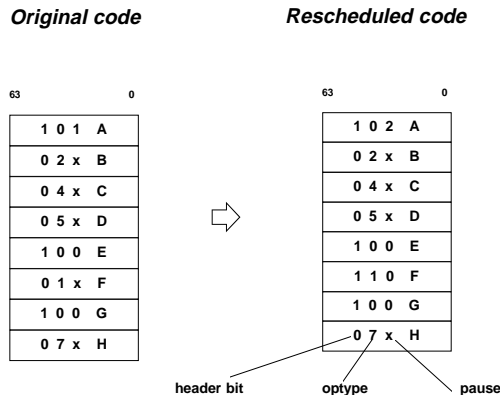 Original code
63 0
1 0 1 A
0 2 x B
0 4 x C
0 5 x D
1 0 0 E
0 1 x F
1 0 0 G
0 7 x H
Rescheduled code
63 0
1 0 2 A
0 2 x B
0 4 x C
0 5 x D
1 0 0 E
1 1 0 F
1 0 0 G
0 7 x H
header bit optype pause